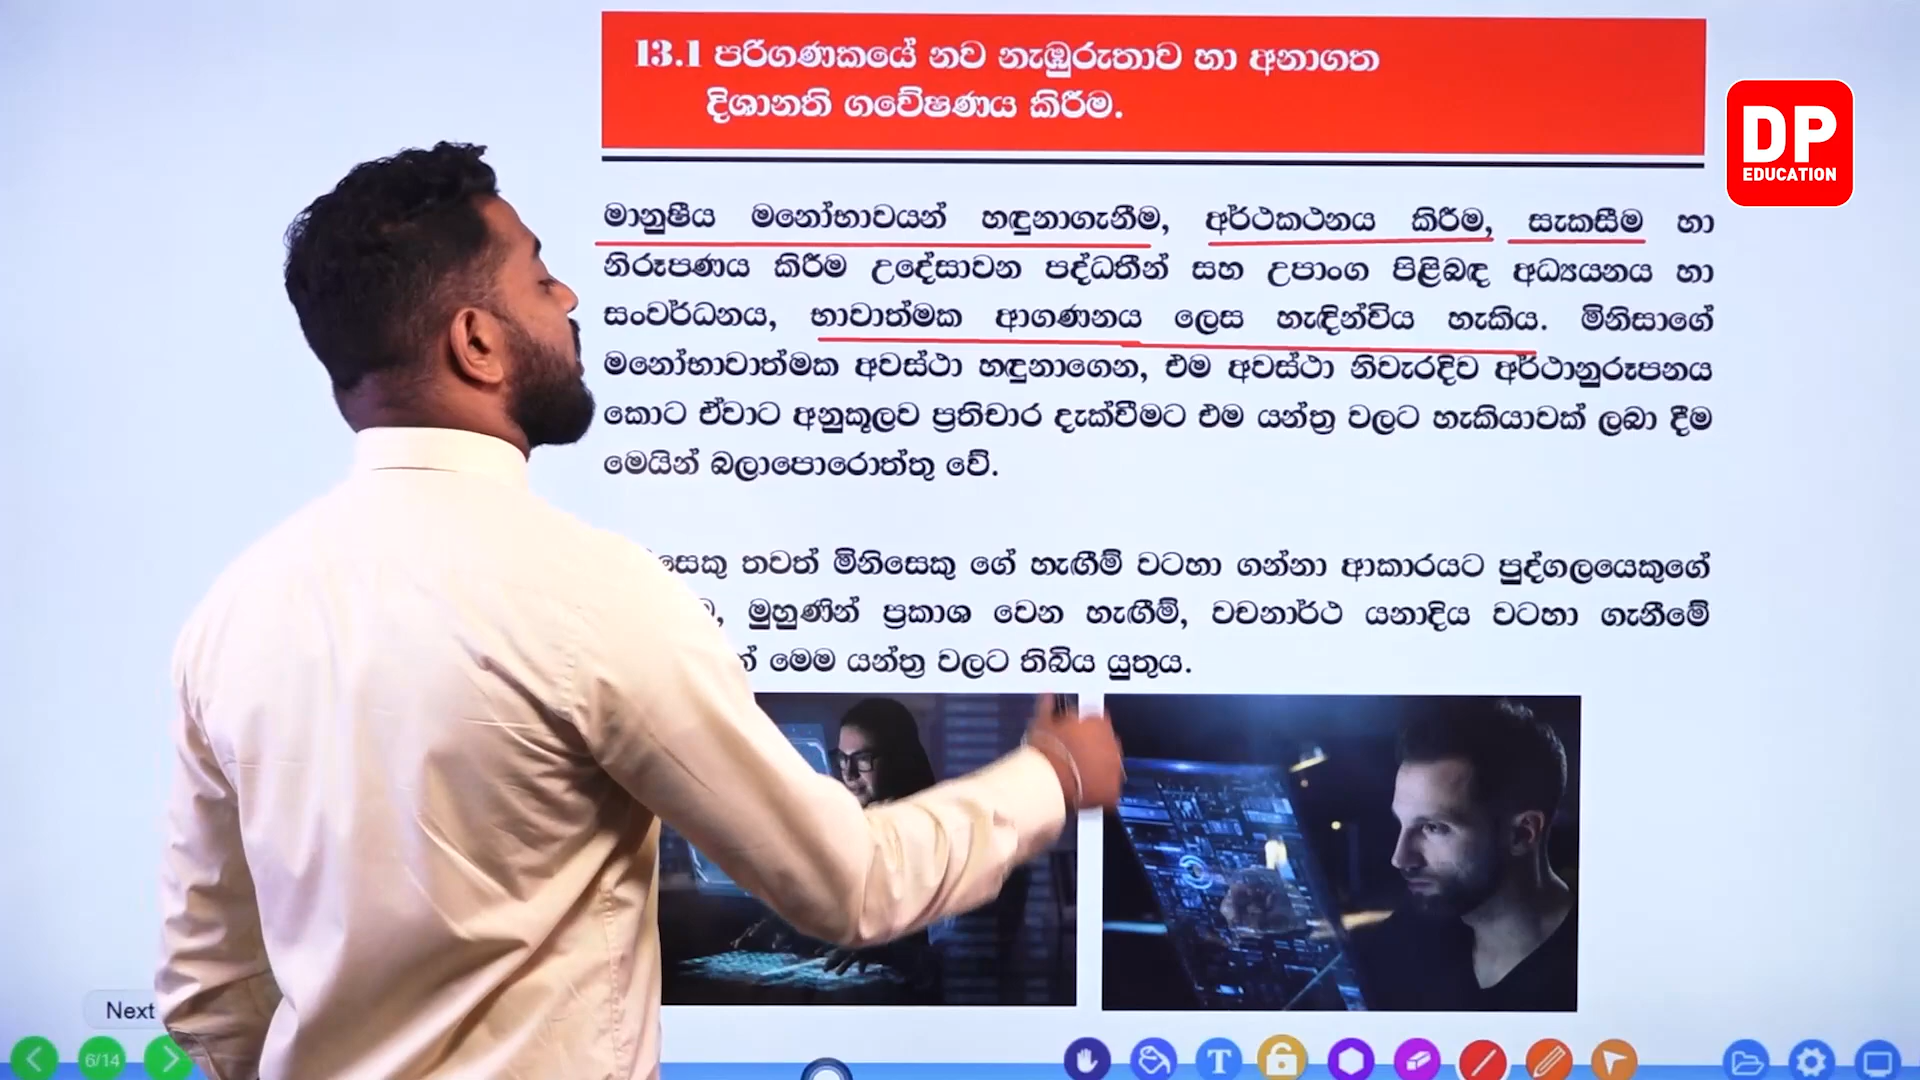 13.1 පරිගණකයේ නව නැඹුරුතාව හා අනාගත
දිශානති ගවේෂණය කිරීම.
DP
EDUCATION
මානුෂීය මනෝභාවයන් හඳුනාගැනීම, අර්ථකථනය කිරීම, සැකසීම හා
නිරූපණය කිරීම උදේසාවන පද්ධතීන් සහ උපාංග පිළිබඳ අධ්‍යයනය හා
සංවර්ධනය, භාවාත්මක ආගණනය ලෙස හැඳින්විය හැකිය. මිනිසාගේ
මනෝභාවාත්මක අවස්ථා හඳුනාගෙන, එම අවස්ථා නිවැරදිව අර්ථානුරූපනය
කොට ඒවාට අනුකූලව ප්‍රතිචාර දැක්වීමට එම යන්ත්‍ර වලට හැකියාවක් ලබා දීම
මෙයින් බලාපොරොත්තු වේ.
තවත් මිනිසෙකු ගේ හැඟීම් වටහා ගන්නා ආකාරයට පුද්ගලයෙකුගේ
මුහුණින් ප්‍රකාශ වෙන හැඟීම්, වචනාර්ථ යනාදිය වටහා ගැනීමේ
මෙම යන්ත්‍ර වලට තිබිය යුතුය.
Next
6/14